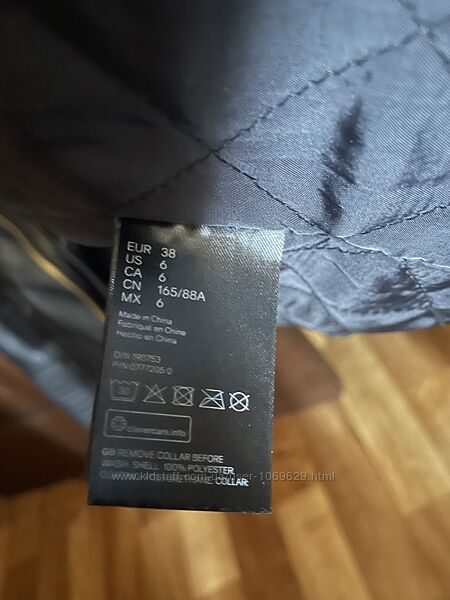 EUR 38
US 6
CA 6
CN 165/88A
MX 6
Made in China
Fabriqué en Chine
Hecho en China
O/N 190753
P/N 0777205 0
30
clevercare.info
GB REMOVE COLLAR BEFORE
WASH. SHELL 100% POLYESTER
www.kidstaff.com.ua/user-1069629.html
COLLAR: